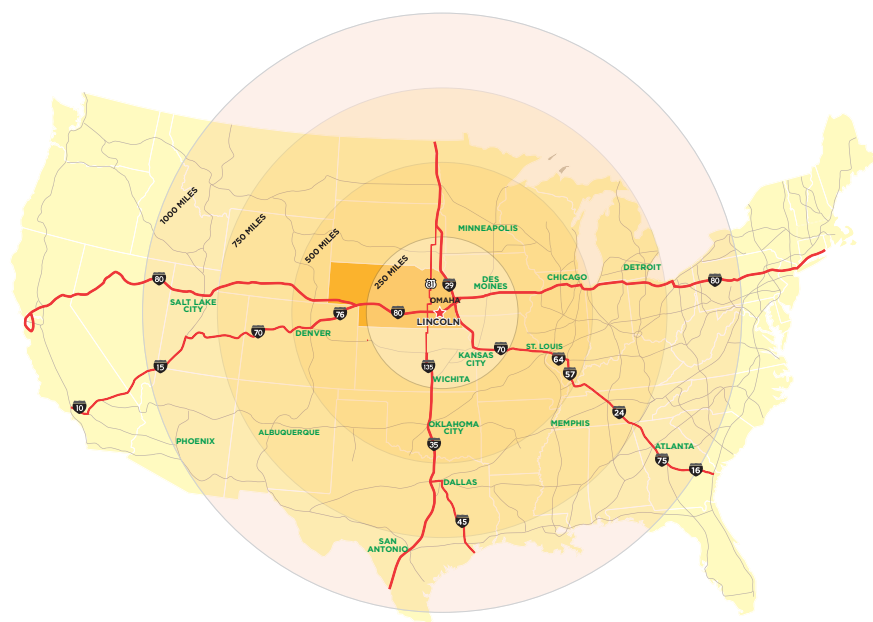 1000 MILES
750 MILES
500 MILES
250 MILES
MINNEAPOLIS
DETROIT
CHICAGO
DES
MOINES
80
81
29
80
OMAHA
SALT LAKE
CITY
76
80
LINCOLN
70
DENVER
70
ST. LOUIS
KANSAS
CITY
64
15
135
57
WICHITA
10
24
OKLAHOMA
CITY
MEMPHIS
PHOENIX
ALBUQUERQUE
35
ATLANTA
75
16
DALLAS
45
SAN
ANTONIO